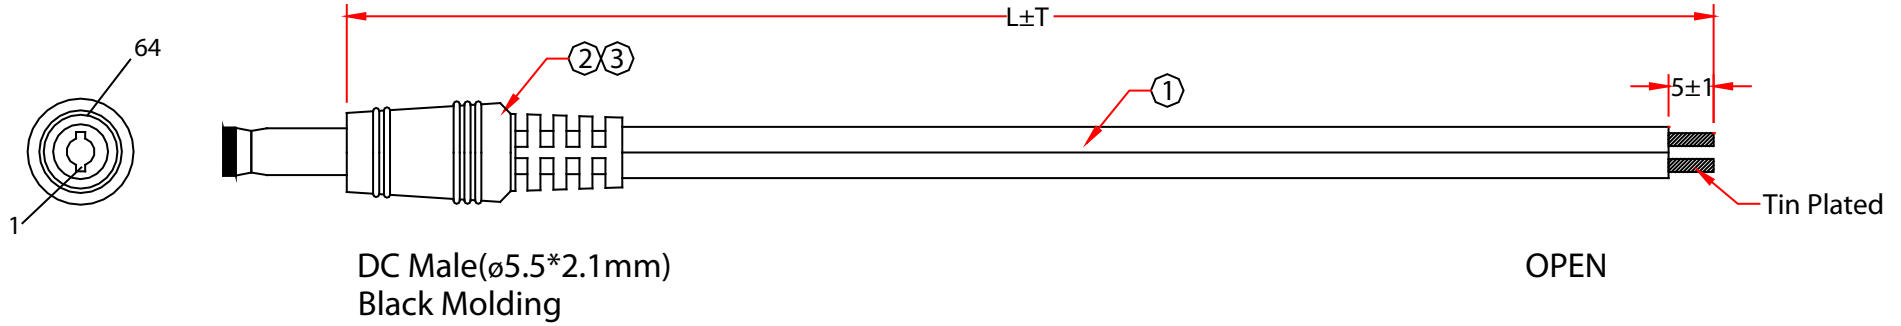 L±T
64
2 3
1
5±1
1
Tin Plated
DC Male(ø5.5*2.1mm)
Black Molding
OPEN